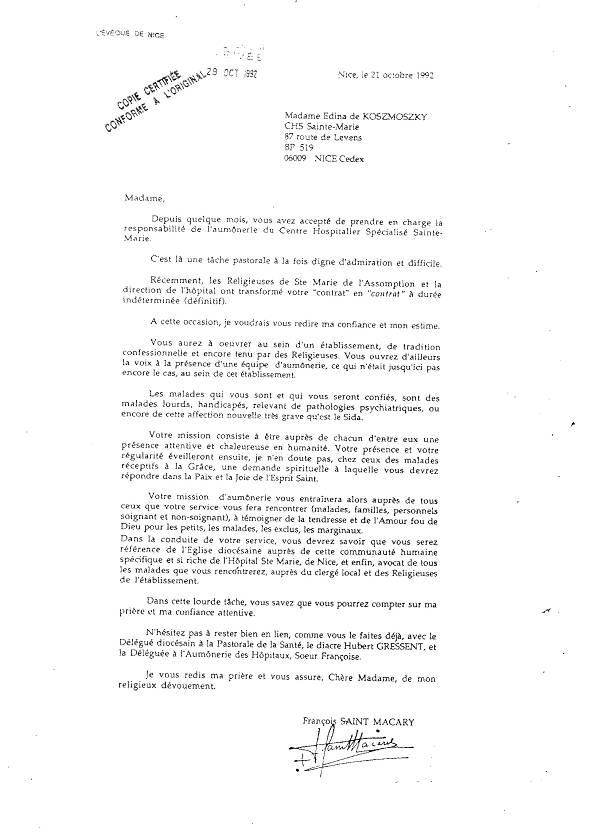 L'ÉVÊQUE DE NICE
29 OCT 1992
COPIE CERTIFIÉE
CONFORME A L'ORIGINAL
Nice, le 21 octobre 1992
Madame Edina de KOSZMOSZKY
CHS Sainte-Marie
87 route de Levens
BP 519
06009 NICE Cedex
Madame,
Depuis quelque mois, vous avez accepté de prendre en charge la
responsabilité de l'aumônerie du Centre Hospitalier Spécialisé Sainte-
Marie.
C'est là une tâche pastorale à la fois digne d'admiration et difficile.
Récemment, les Religieuses de Ste Marie de l'Assomption et la
direction de l'hôpital ont transformé votre "contrat" en "contrat" à durée
indéterminée (définitif).
A cette occasion, je voudrais vous redire ma confiance et mon estime.
Vous aurez à oeuvrer au sein d'un établissement, de tradition
confessionnelle et encore tenu par des Religieuses. Vous ouvrez d'ailleurs
la voix à la présence d'une équipe d'aumônerie, ce qui n'était jusqu'ici pas
encore le cas, au sein de cet établissement.
Les malades qui vous sont et qui vous seront confiés, sont des
malades lourds, handicapés, relevant de pathologies psychiatriques, ou
encore de cette affection nouvelle très grave qu'est le Sida.
Votre mission consiste à être auprès de chacun d'entre eux une
présence attentive et chaleureuse en humanité. Votre présence et votre
régularité éveilleront ensuite, je n'en doute pas, chez ceux des malades
réceptifs à la Grâce, une demande spirituelle à laquelle vous devrez
répondre dans la Paix et la Joie de l'Esprit Saint.
Votre mission d'aumônerie vous entraînera alors auprès de tous
ceux que votre service vous fera rencontrer (malades, familles, personnels
soignant et non-soignant), à témoigner de la tendresse et de l'Amour fou de
Dieu pour les petits, les malades, les exclus, les marginaux.
Dans la conduite de votre service, vous devrez savoir que vous serez
référence de l'Eglise diocésaine auprès de cette communauté humaine
spécifique et si riche de l'Hôpital Ste Marie, de Nice, et enfin, avocat de tous
les malades que vous rencontrerez, auprès du clergé local et des Religieuses
de l'établissement.
Dans cette lourde tâche, vous savez que vous pourrez compter sur ma
prière et ma confiance attentive.
N'hésitez pas à rester bien en lien, comme vous le faites déjà, avec le
Délégué diocésain à la Pastorale de la Santé, le diacre Hubert GRESSENT, et
la Déléguée à l'Aumônerie des Hôpitaux, Soeur Françoise.
Je vous redis ma prière et vous assure, Chère Madame, de mon
religieux dévouement.
François SAINT MACARY